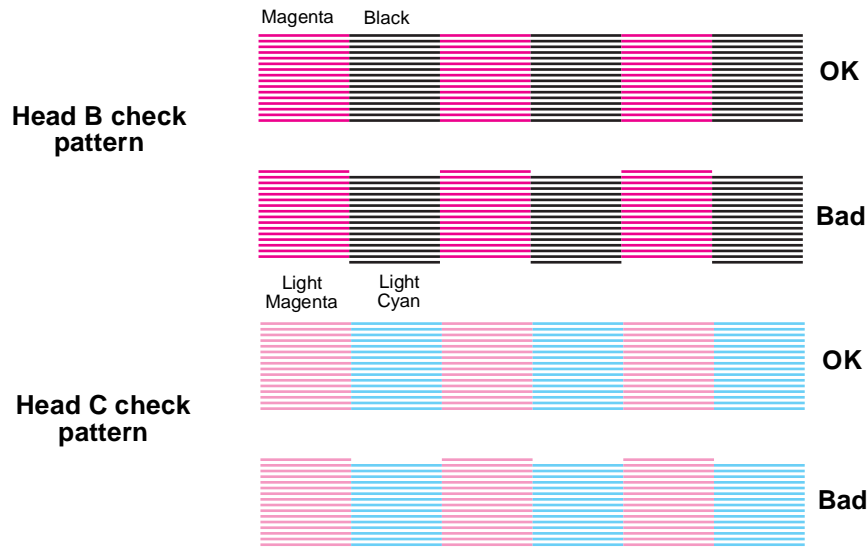 Magenta Black
OK
Head B check
pattern
Bad
Light Light
Magenta Cyan
OK
Head C check
pattern
Bad